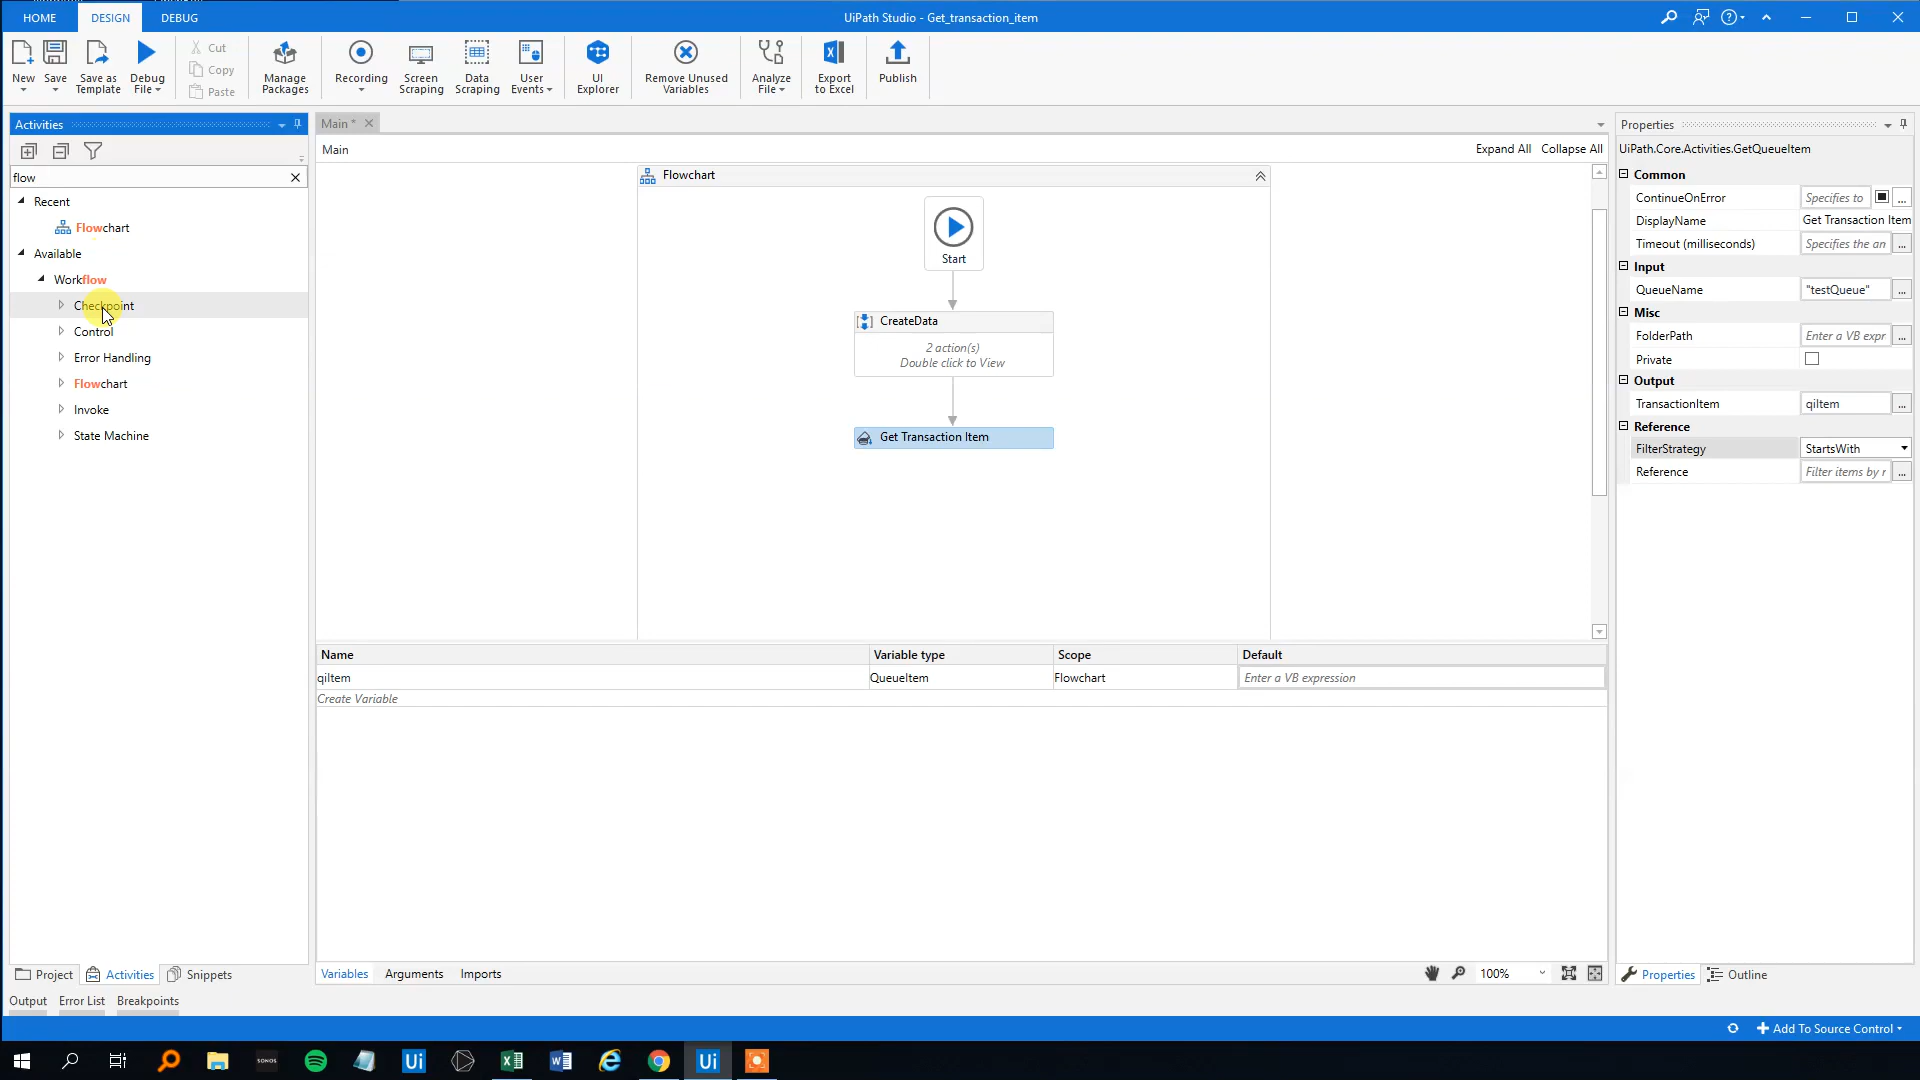 HOME DESIGN DEBUG UiPath Studio - Get_transaction_item
New Save Save as Template Debug File Cut Copy Paste Manage Packages Recording Screen Scraping Data Scraping User Events UI Explorer Remove Unused Variables Analyze File Export to Excel Publish
Activities
flow
Recent
Flowchart
Available
Workflow
Checkpoint
Control
Error Handling
Flowchart
Invoke
State Machine
Project Activities Snippets
Output Error List Breakpoints
Main *
Main Expand All Collapse All
Flowchart
Start
CreateData
2 action(s)
Double click to View
Get Transaction Item
Name Variable type Scope Default
qiItem QueueItem Flowchart Enter a VB expression
Create Variable
Variables Arguments Imports 100%
Properties
UiPath.Core.Activities.GetQueueItem
Common
ContinueOnError Specifies to ...
DisplayName Get Transaction Item
Timeout (milliseconds) Specifies the an ...
Input
QueueName "testQueue" ...
Misc
FolderPath Enter a VB expr ...
Private
Output
TransactionItem qiItem ...
Reference
FilterStrategy StartsWith
Reference Filter items by r ...
Properties Outline
Add To Source Control
SONOS Ui Ui